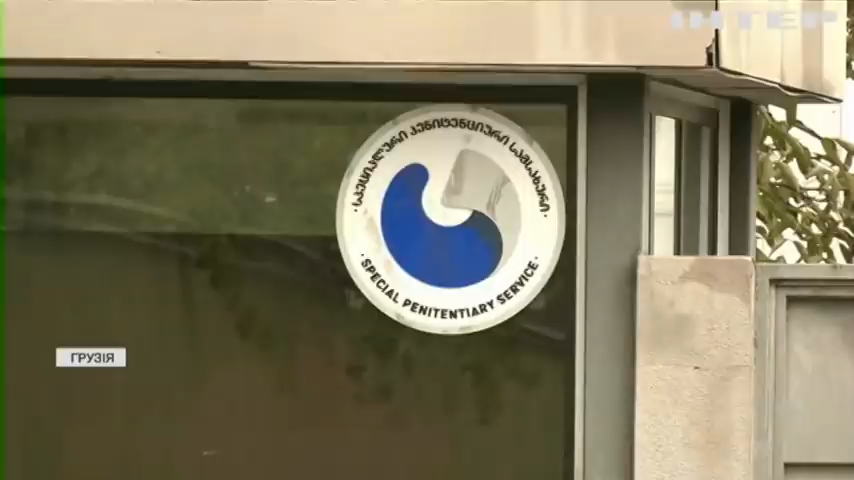 ІНТЕР
· სპეციალური პენიტენციური სამსახური ·
· SPECIAL PENITENTIARY SERVICE ·
ГРУЗІЯ